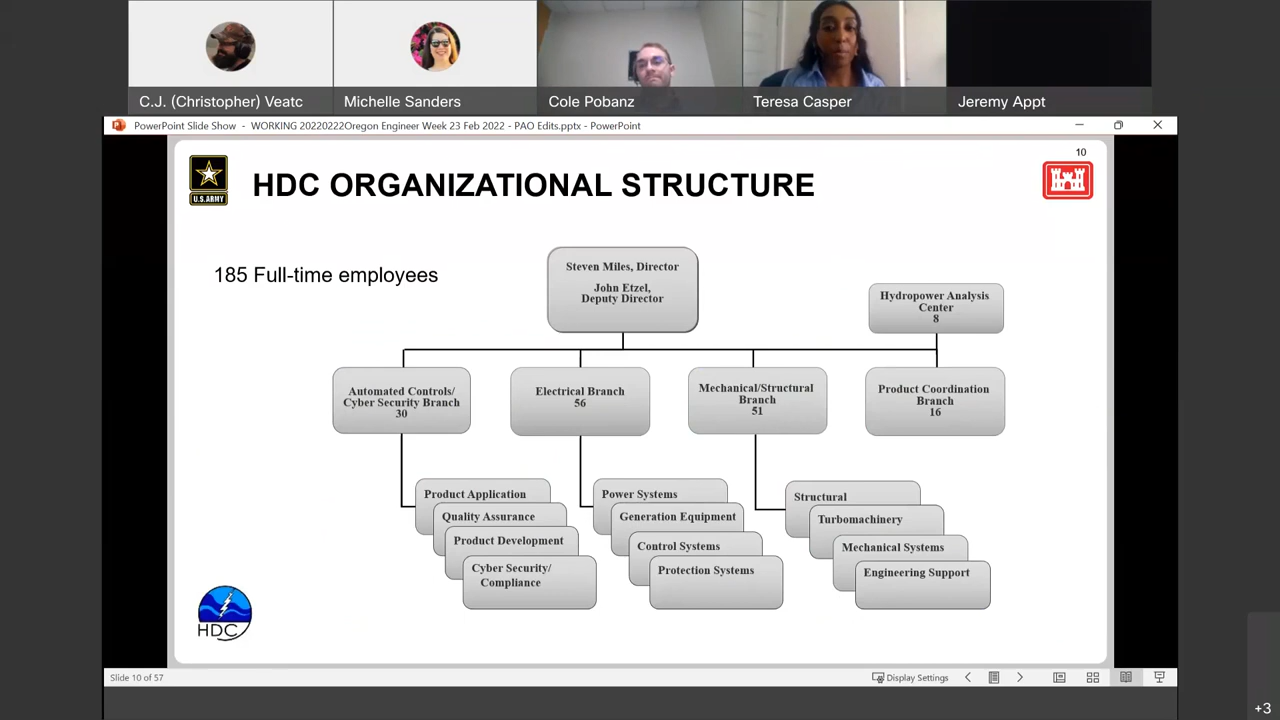 C.J. (Christopher) Veatc
Michelle Sanders
Cole Pobanz
Teresa Casper
Jeremy Appt
PowerPoint Slide Show - WORKING 20220222Oregon Engineer Week 23 Feb 2022 - PAO Edits.pptx - PowerPoint
10
U.S.ARMY
HDC ORGANIZATIONAL STRUCTURE
185 Full-time employees
Steven Miles, Director
John Etzel,
Deputy Director
Hydropower Analysis
Center
8
Automated Controls/
Cyber Security Branch
30
Electrical Branch
56
Mechanical/Structural
Branch
51
Product Coordination
Branch
16
Product Application
Quality Assurance
Product Development
Cyber Security/
Compliance
Power Systems
Generation Equipment
Control Systems
Protection Systems
Structural
Turbomachinery
Mechanical Systems
Engineering Support
HDC
Slide 10 of 57
Display Settings
+3